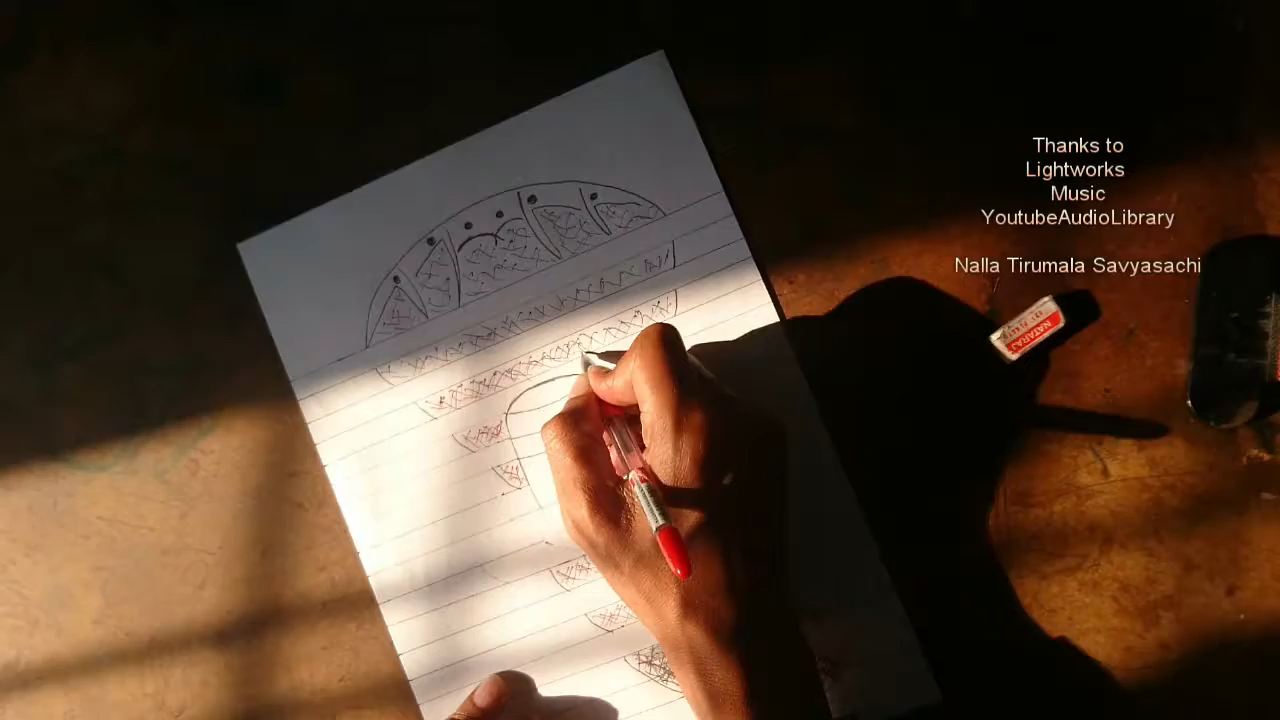 Thanks to
Lightworks
Music
YoutubeAudioLibrary
Nalla Tirumala Savyasachi
NATARAJ